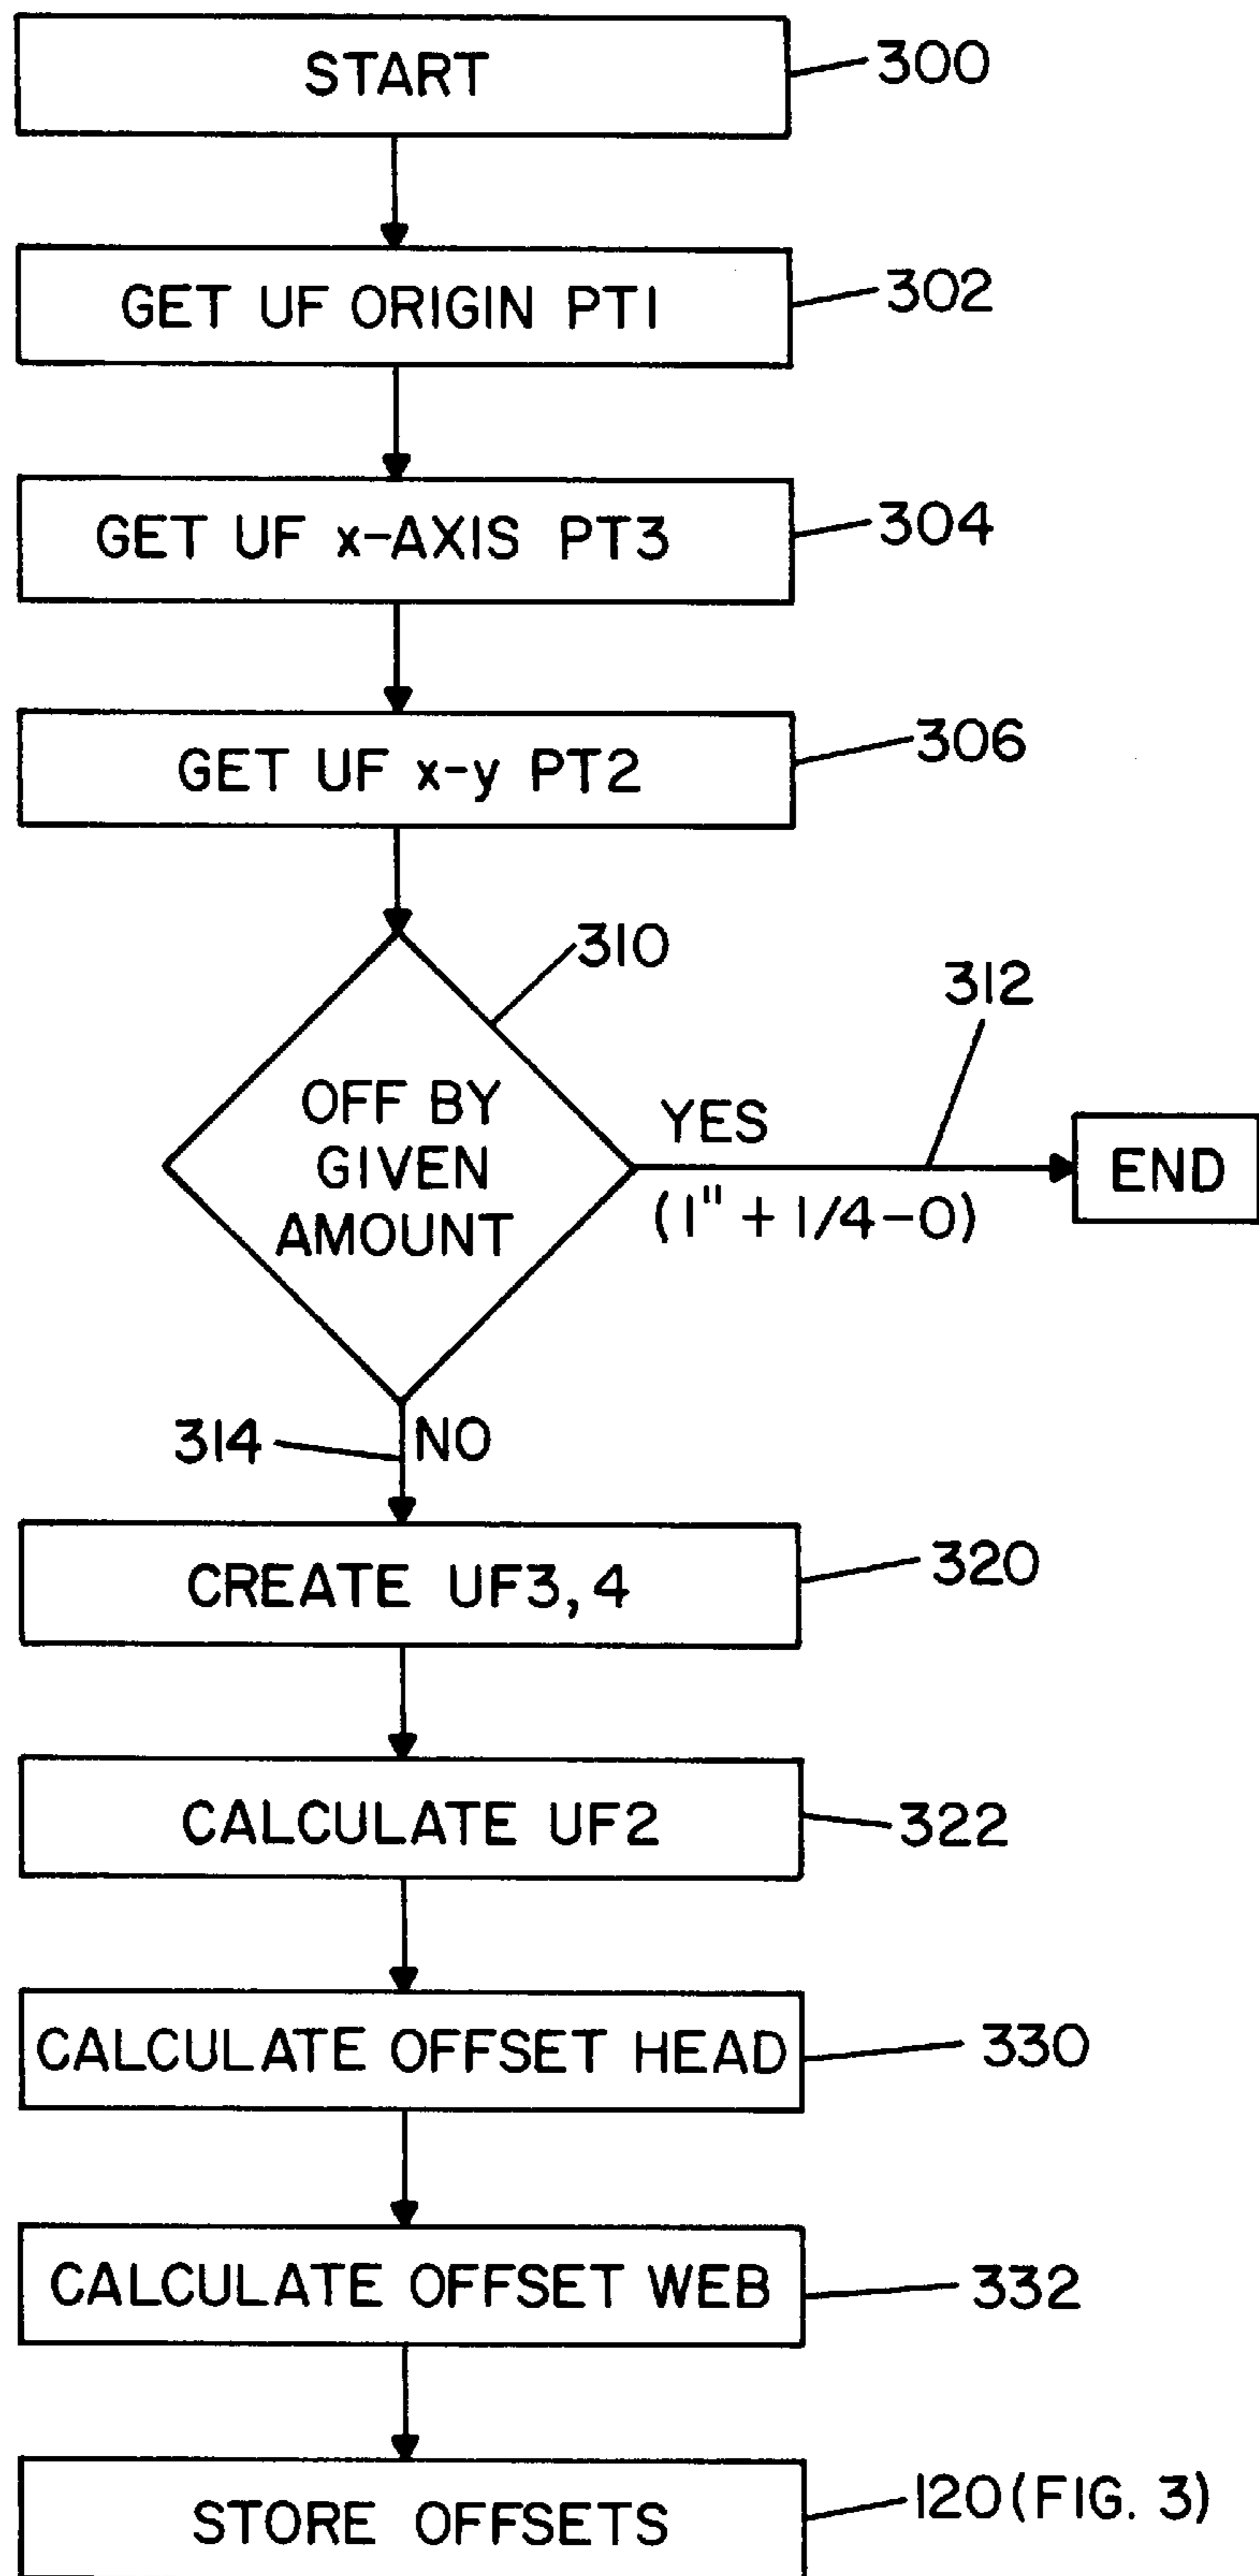 START
300
GET UF ORIGIN PT1
302
GET UF x-AXIS PT3
304
GET UF x-y PT2
306
310
312
OFF BY
GIVEN
AMOUNT
YES
(1" + 1/4-0)
END
314
NO
CREATE UF3, 4
320
CALCULATE UF2
322
CALCULATE OFFSET HEAD
330
CALCULATE OFFSET WEB
332
STORE OFFSETS
120 (FIG. 3)